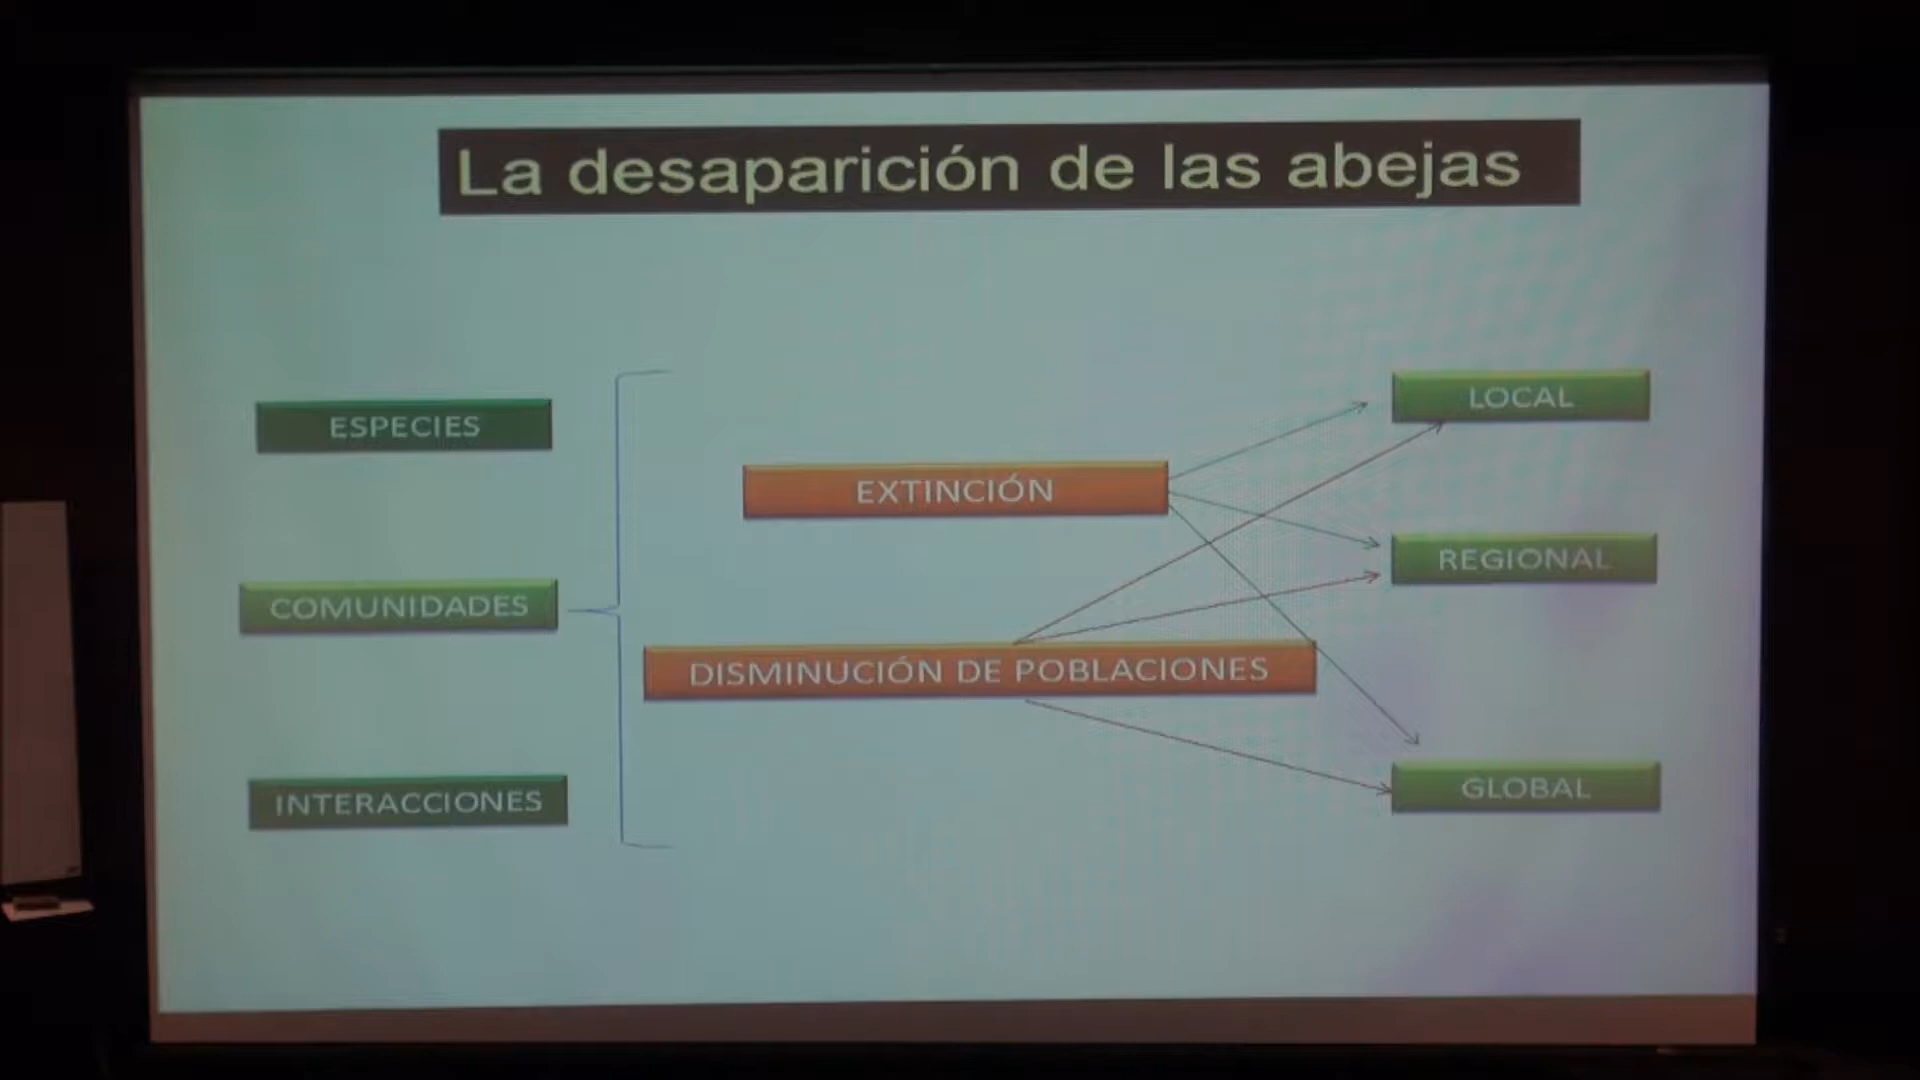 La desaparición de las abejas
ESPECIES
COMUNIDADES
INTERACCIONES
EXTINCIÓN
DISMINUCIÓN DE POBLACIONES
LOCAL
REGIONAL
GLOBAL